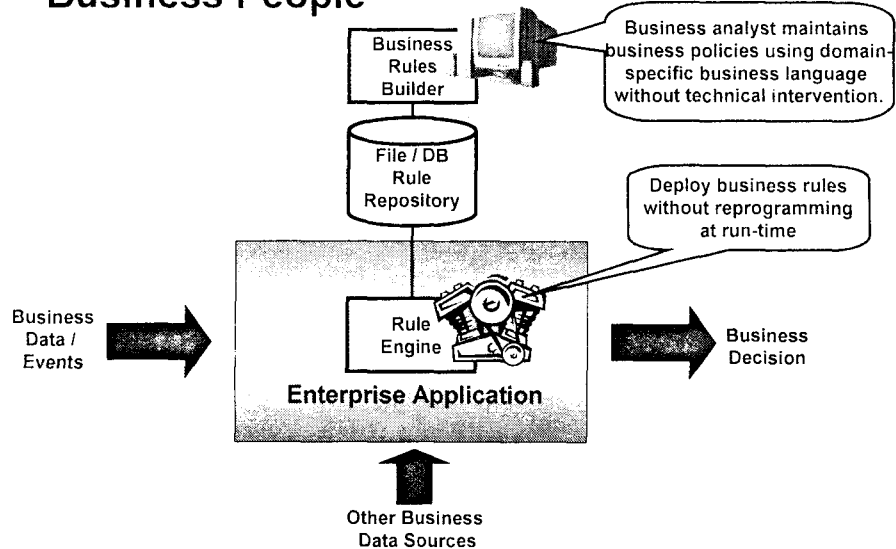 Business People
Business
Rules
Builder
Business analyst maintains
business policies using domain-
specific business language
without technical intervention.
File / DB
Rule
Repository
Deploy business rules
without reprogramming
at run-time
Business
Data /
Events
Rule
Engine
Business
Decision
Enterprise Application
Other Business
Data Sources